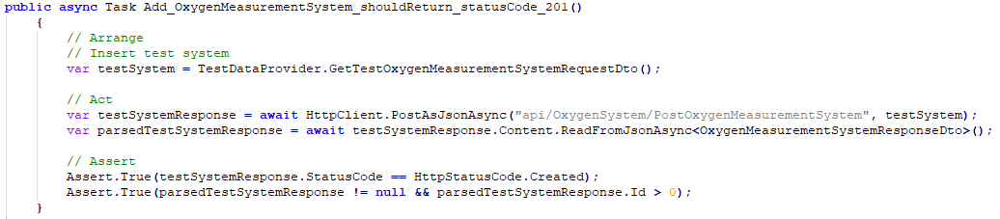 public async Task Add_OxygenMeasurementSystem_shouldReturn_statusCode_201()
{
// Arrange
// Insert test system
var testSystem = TestDataProvider.GetTestOxygenMeasurementSystemRequestDto();
// Act
var testSystemResponse = await HttpClient.PostAsJsonAsync("api/OxygenSystem/PostOxygenMeasurementSystem", testSystem);
var parsedTestSystemResponse = await testSystemResponse.Content.ReadFromJsonAsync<OxygenMeasurementSystemResponseDto>();
// Assert
Assert.True(testSystemResponse.StatusCode == HttpStatusCode.Created);
Assert.True(parsedTestSystemResponse != null && parsedTestSystemResponse.Id > 0);
}